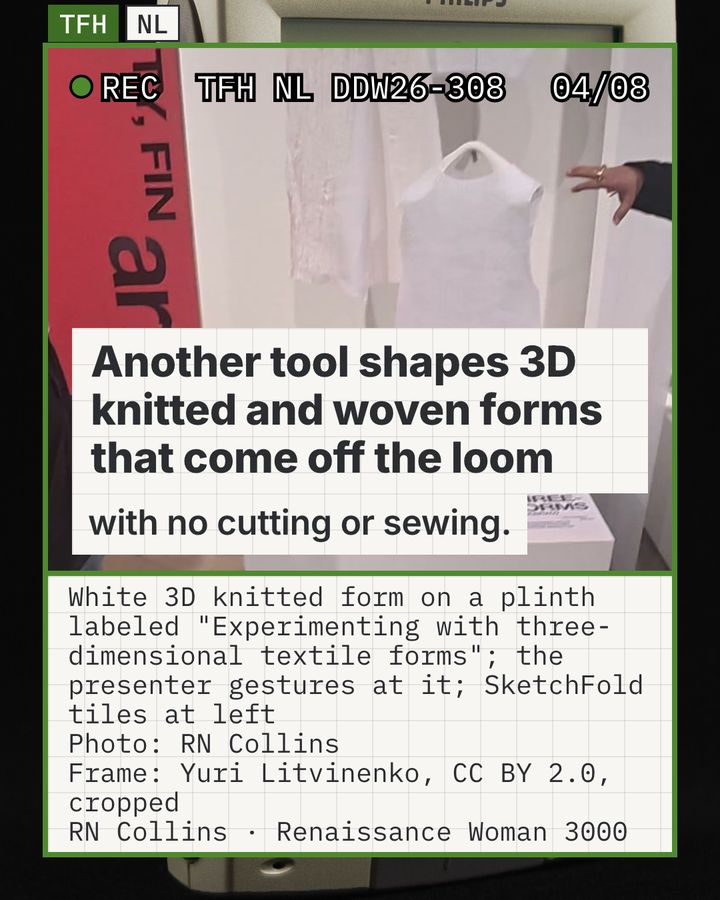 PHILIPS
TFH NL
REC TFH NL DDW26-308 04/08
, FIN
ar
Another tool shapes 3D
knitted and woven forms
that come off the loom
with no cutting or sewing.
White 3D knitted form on a plinth
labeled "Experimenting with three-
dimensional textile forms"; the
presenter gestures at it; SketchFold
tiles at left
Photo: RN Collins
Frame: Yuri Litvinenko, CC BY 2.0,
cropped
RN Collins · Renaissance Woman 3000